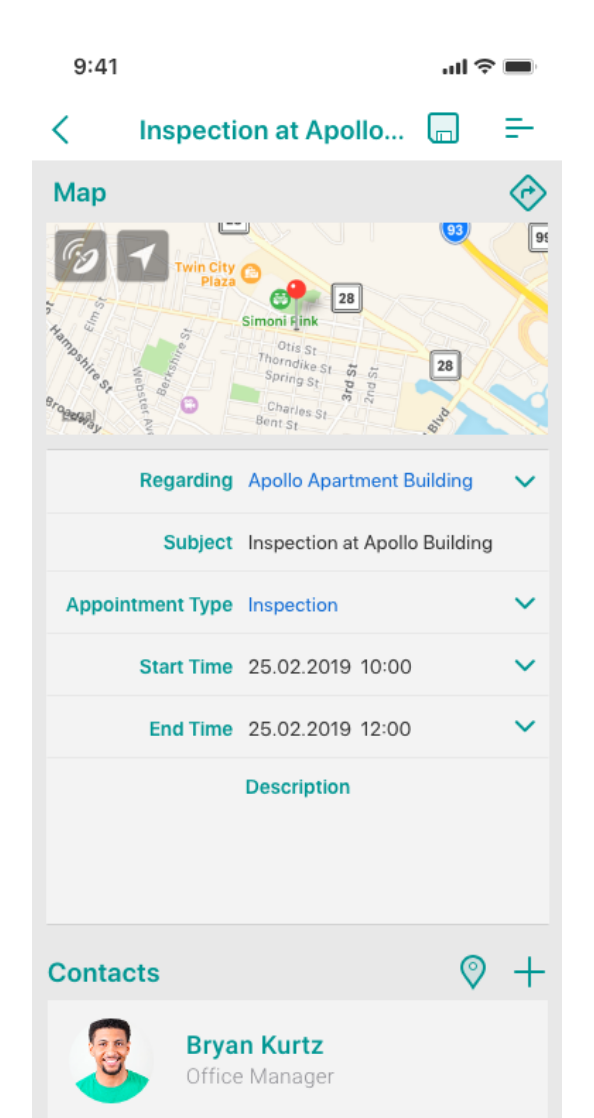 9:41
Inspection at Apollo...
Map
93
Twin City
Plaza
28
Simoni Rink
Elm St
Hampshire St
Webster Av
Berkshire St
Otis St
Thorndike St
Spring St
3rd St
2nd St
28
Charles St
Bent St
Broadway
Legal
Blvd
Regarding Apollo Apartment Building
Subject Inspection at Apollo Building
Appointment Type Inspection
Start Time 25.02.2019 10:00
End Time 25.02.2019 12:00
Description
Contacts
Bryan Kurtz
Office Manager